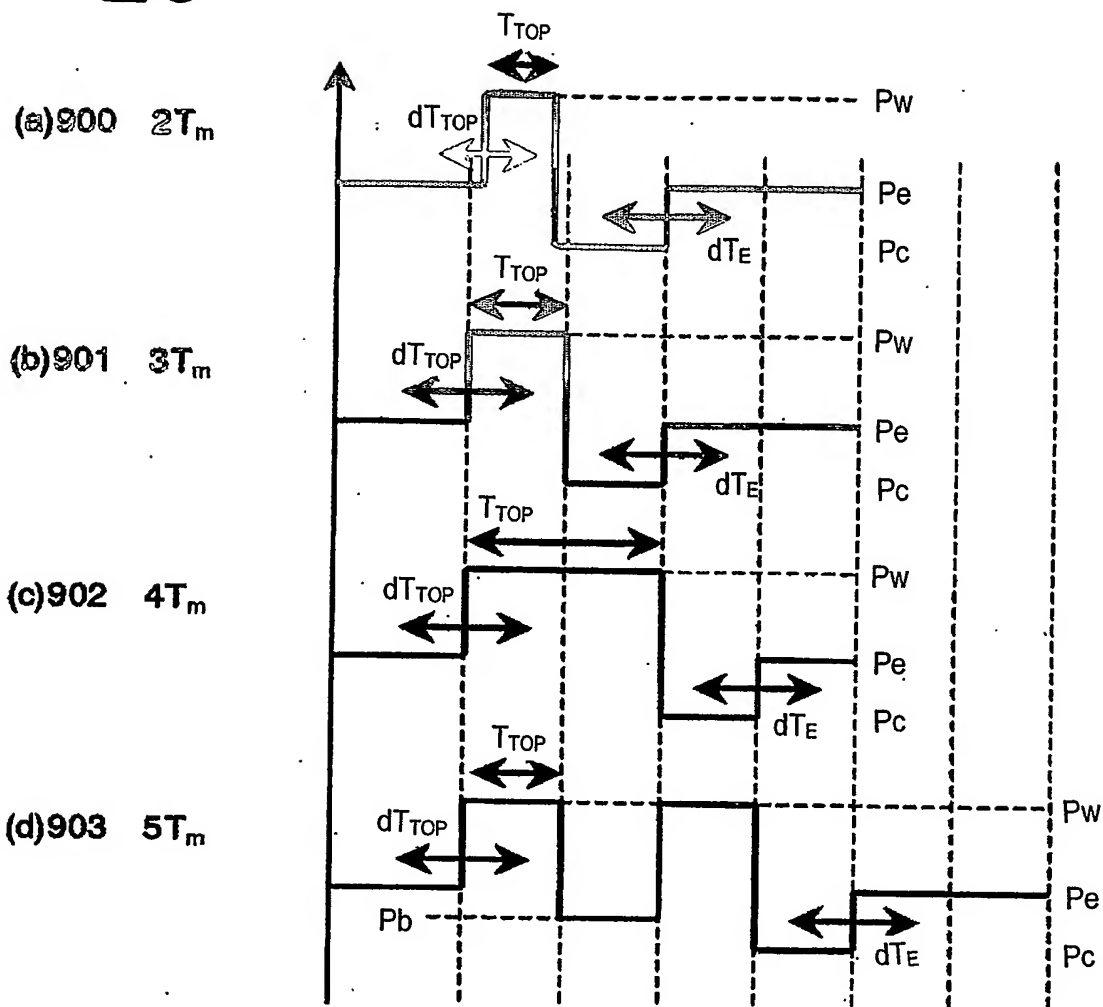 TTOP
(a)900 2Tm
dTTOP
Pw
Pe
dTE
Pc
TTOP
(b)901 3Tm
dTTOP
Pw
Pe
dTE
Pc
TTOP
(c)902 4Tm
dTTOP
Pw
Pe
dTE
Pc
TTOP
(d)903 5Tm
dTTOP
Pw
Pb
Pe
dTE
Pc